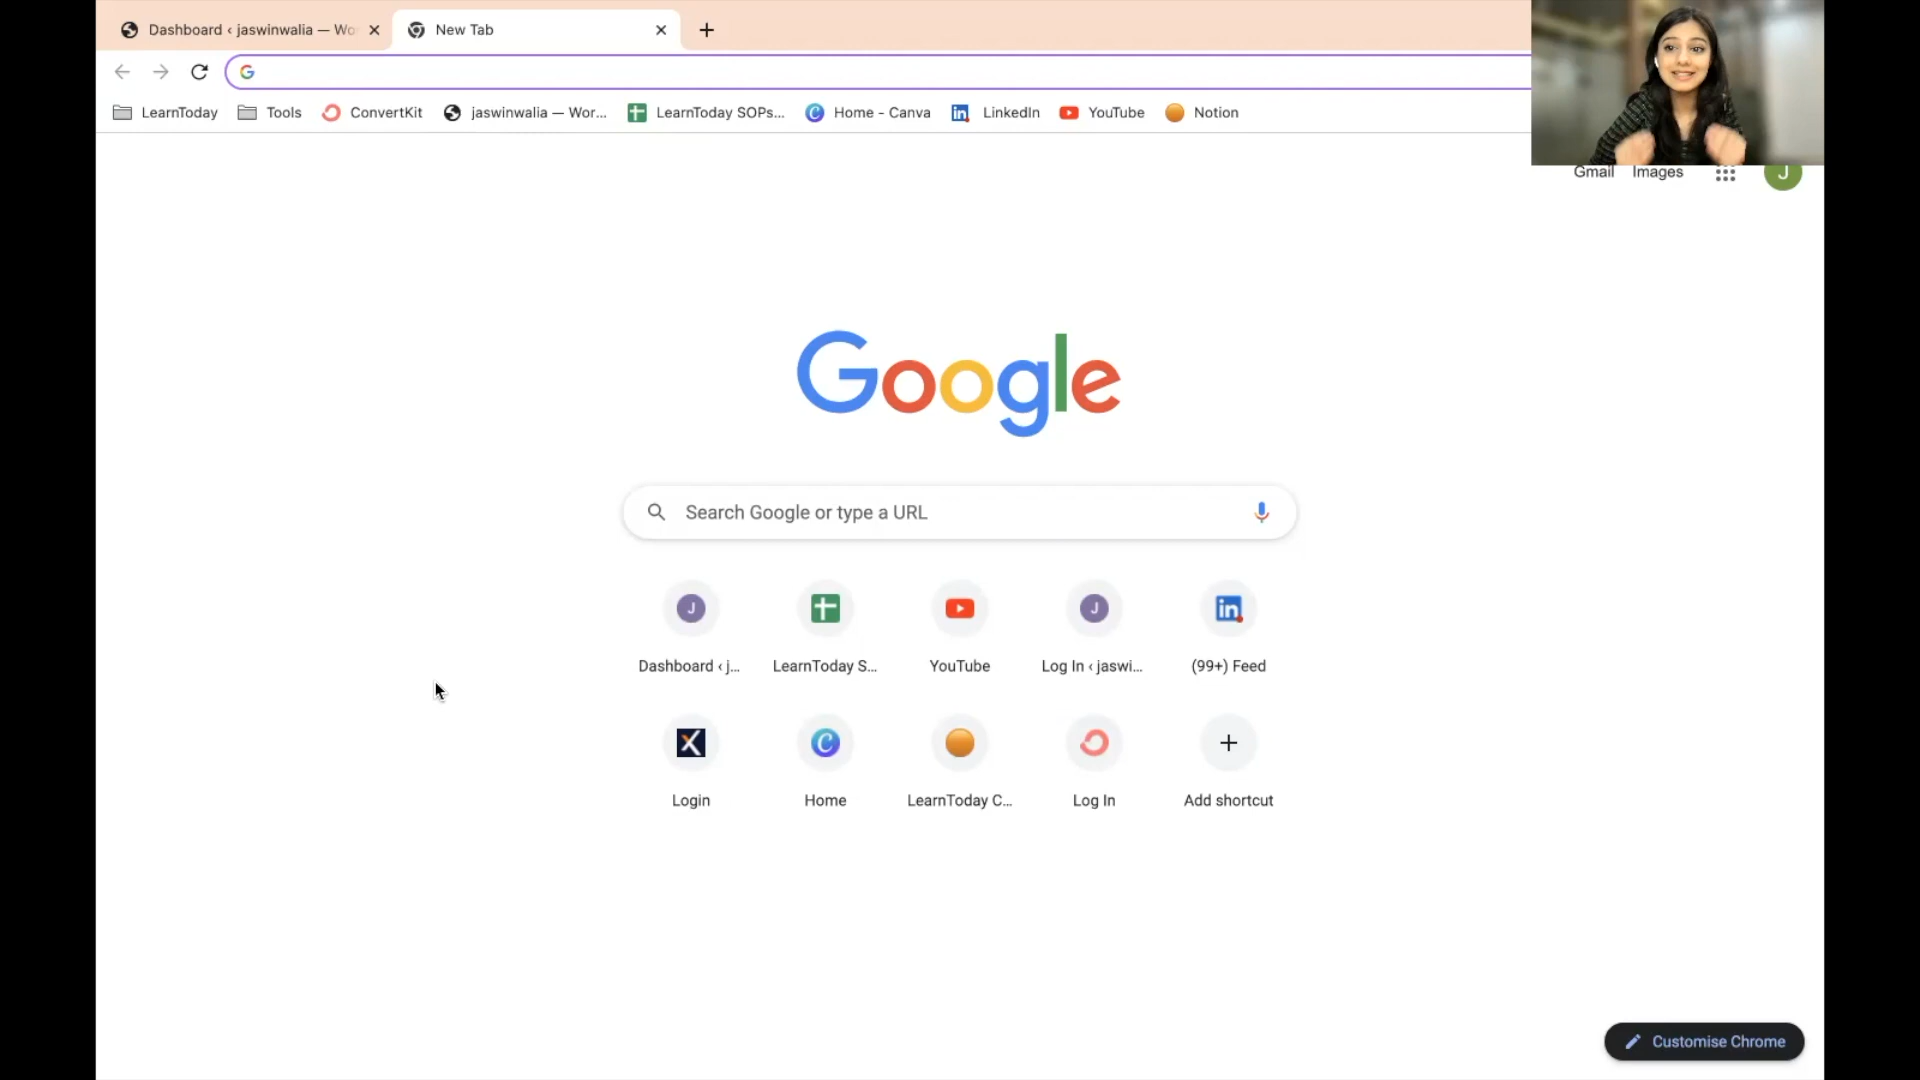 Dashboard ‹ jaswinwalia — Wo
New Tab
LearnToday
Tools
ConvertKit
jaswinwalia — Wor...
LearnToday SOPs...
Home - Canva
LinkedIn
YouTube
Notion
Gmail
Images
J
Google
Search Google or type a URL
J
J
in
Dashboard ‹ j...
LearnToday S...
YouTube
Log In ‹ jaswi...
(99+) Feed
Login
Home
LearnToday C...
Log In
Add shortcut
Customise Chrome